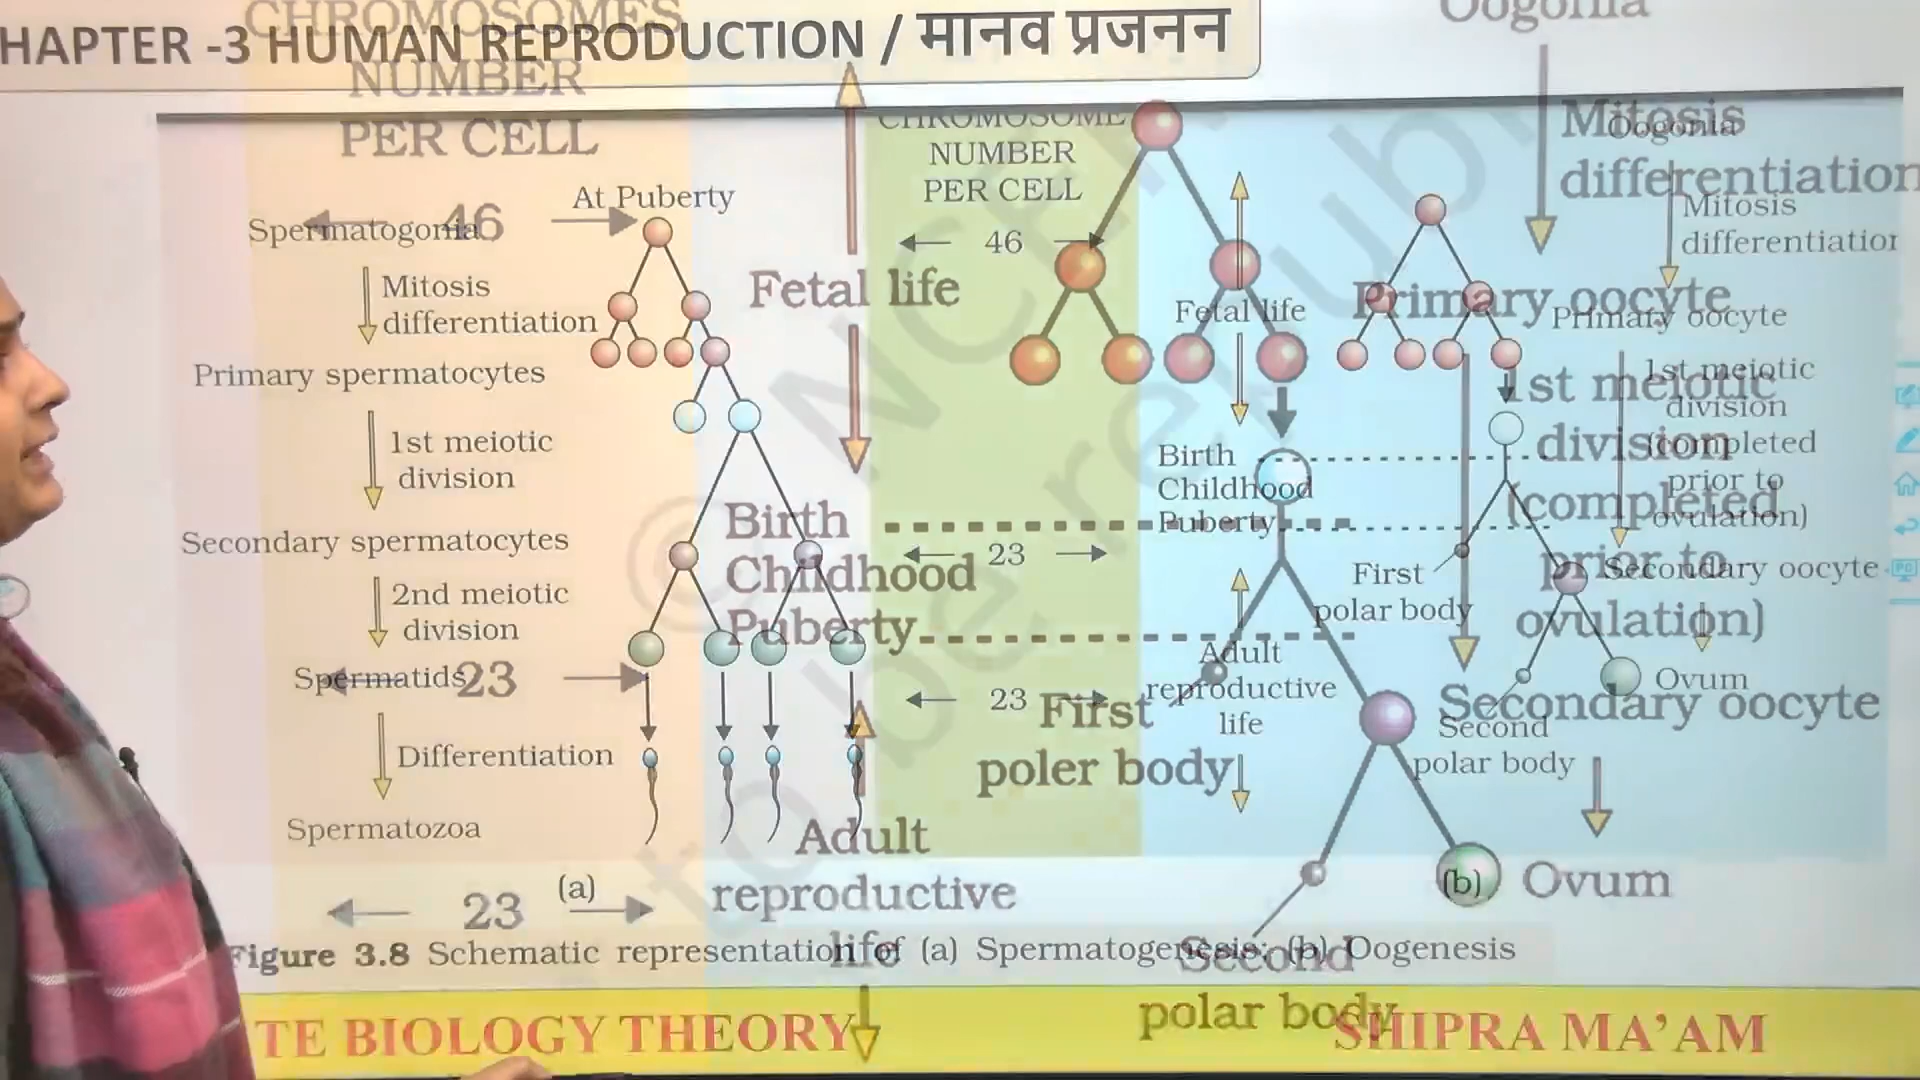 HAPTER -3 HUMAN REPRODUCTION / मानव प्रजनन
CHROMOSOMES
NUMBER
PER CELL
46
23
23
At Puberty
Spermatogonia
Mitosis
differentiation
Primary spermatocytes
1st meiotic
division
Secondary spermatocytes
2nd meiotic
division
Spermatids
Differentiation
Spermatozoa
(a)
Fetal life
Birth
Childhood
Puberty
Adult
reproductive
life
CHROMOSOME
NUMBER
PER CELL
46
23
23
Fetal life
Birth
Childhood
Puberty
Adult
reproductive
life
First
polar body
Second
polar body
Oogonia
Mitosis
differentiation
Primary oocyte
1st meiotic
division
(completed
prior to
ovulation)
Secondary oocyte
Ovum
(b)
Oogonia
Mitosis
differentiation
Primary oocyte
1st meiotic
division
(completed
prior to
ovulation)
Secondary oocyte
First
poler body
Ovum
Second
polar body
Figure 3.8 Schematic representation of (a) Spermatogenesis; (b) Oogenesis
TE BIOLOGY THEORY
SHIPRA MA’AM